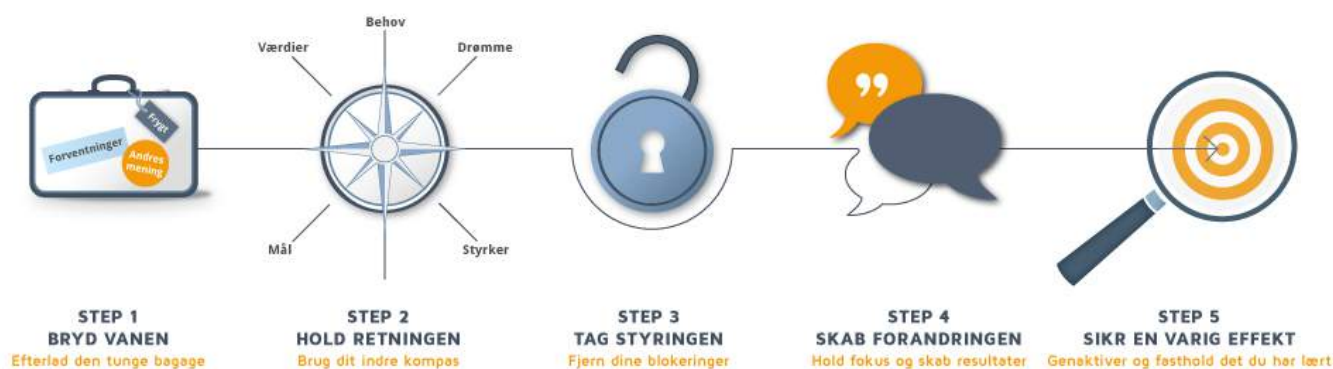 Behov
Værdier
Drømme
Frygt
Forventninger
Andres
mening
Mål
Styrker
STEP 1
BRYD VANEN
Efterlad den tunge bagage
STEP 2
HOLD RETNINGEN
Brug dit indre kompas
STEP 3
TAG STYRINGEN
Fjern dine blokeringer
STEP 4
SKAB FORANDRINGEN
Hold fokus og skab resultater
STEP 5
SIKR EN VARIG EFFEKT
Genaktiver og fasthold det du har lært